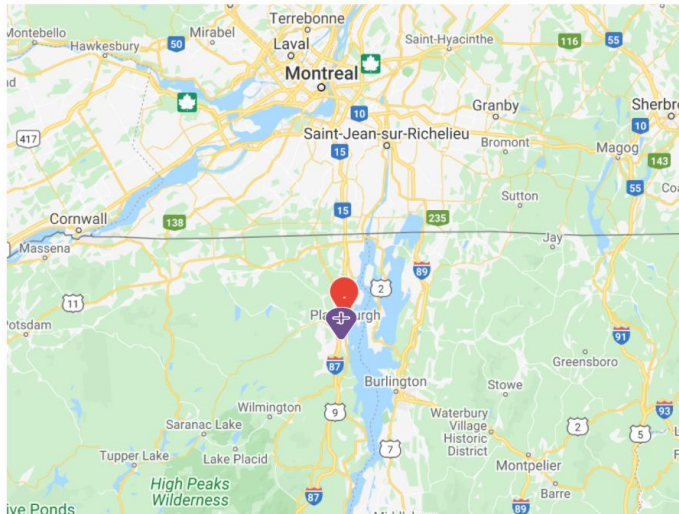 Montebello
Hawkesbury
50
Mirabel
Terrebonne
Laval
Saint-Hyacinthe
116
55
Montreal
Granby
Sherbro
417
10
Saint-Jean-sur-Richelieu
10
15
Bromont
Magog
143
55
Coa
Sutton
15
Cornwall
138
235
Massena
Jay
89
2
11
Potsdam
87
91
Greensboro
Burlington
Stowe
Wilmington
9
93
Saranac Lake
Waterbury
Village
Historic
District
2
5
Tupper Lake
Lake Placid
7
Montpelier
High Peaks
Wilderness
87
Barre
89
ive Ponds